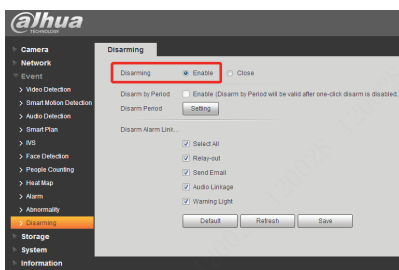 alhua
TECHNOLOGY
Camera
Network
Event
Video Detection
Smart Motion Detection
Audio Detection
Smart Plan
IVS
Face Detection
People Counting
Heat Map
Alarm
Abnormality
Disarming
Storage
System
Information
Disarming
Disarming Enable Close
Disarm by Period Enable (Disarm by Period will be valid after one-click disarm is disabled.
Disarm Period Setting
Disarm Alarm Link...
Select All
Relay-out
Send Email
Audio Linkage
Warning Light
Default Refresh Save